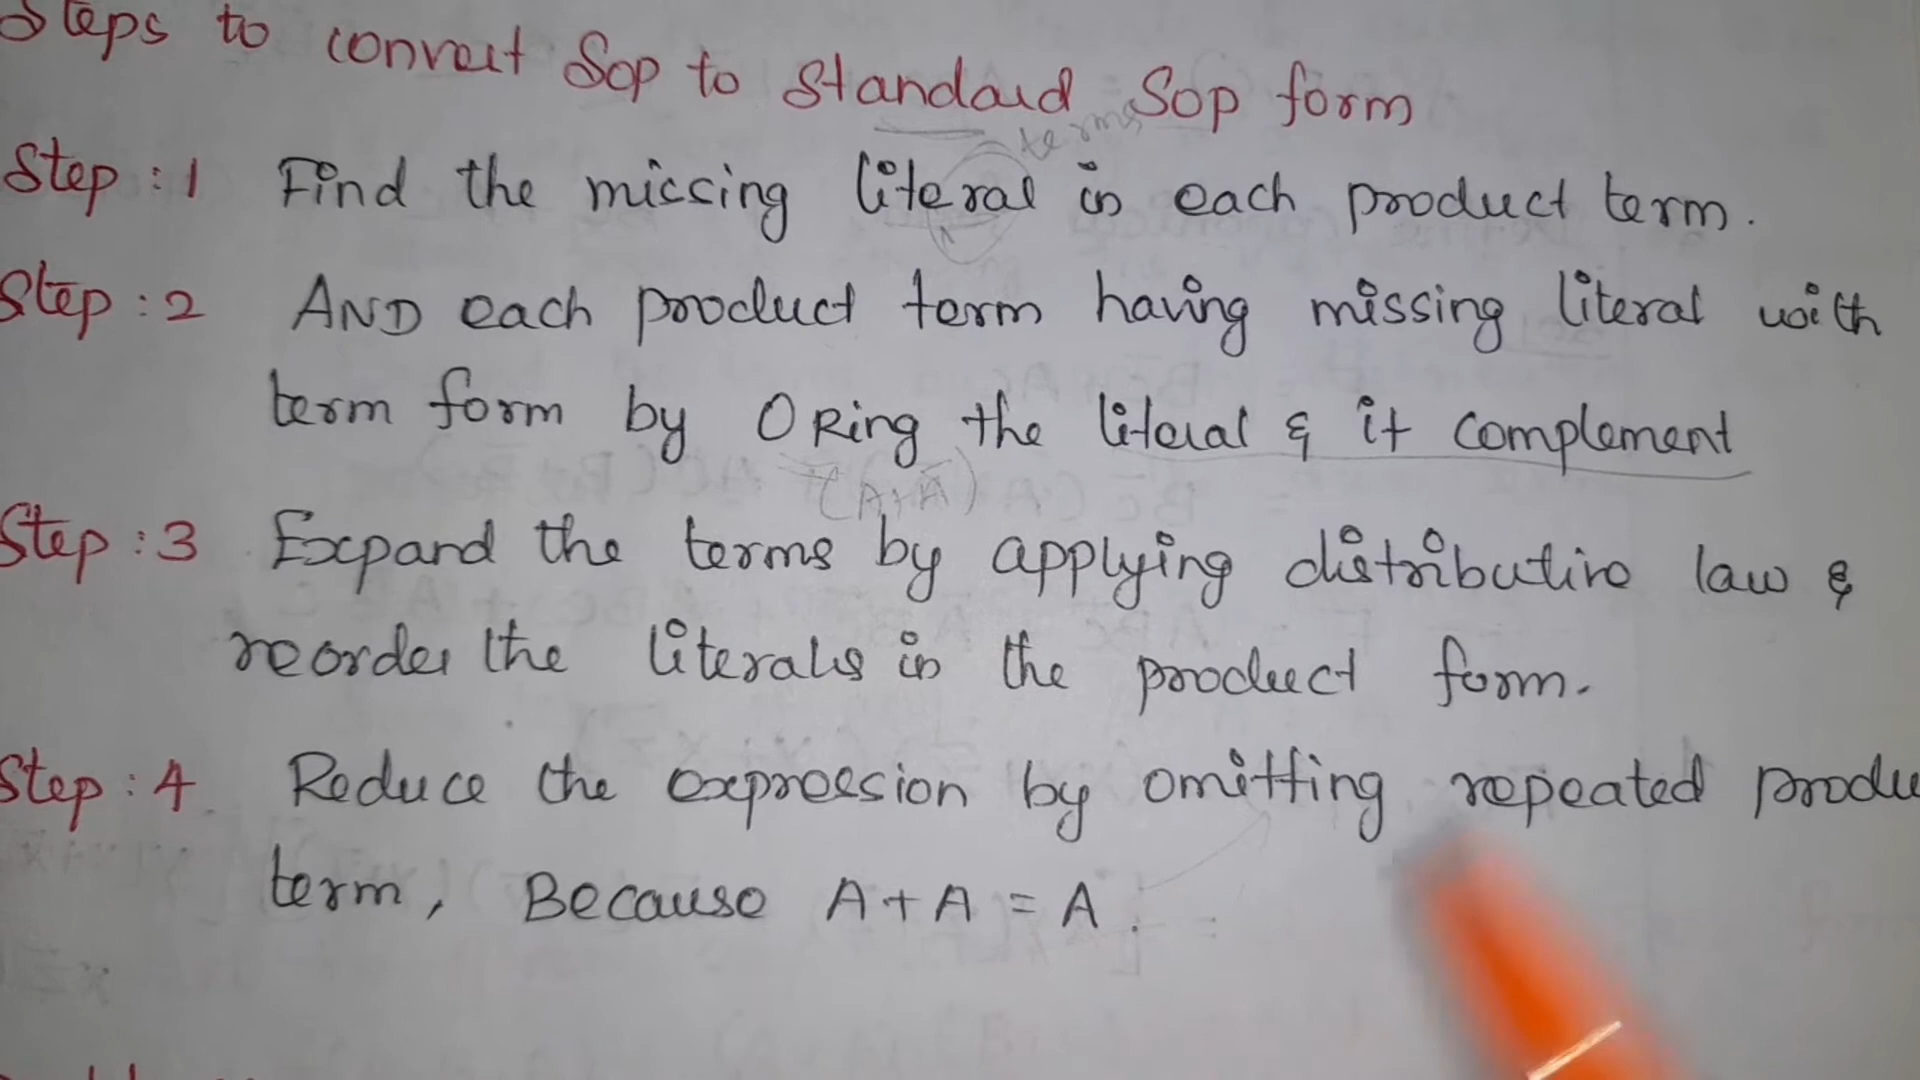 Steps to convert Sop to Standard Sop form
terms
Step : 1 Find the missing literal in each product term.
Step : 2 AND each product term having missing literal with
term form by ORing the literal & it complement
(A+A̅)
Step : 3 Expand the terms by applying distributive law &
reorder the literals in the product form.
Step : 4 Reduce the expression by omitting repeated produ
term, Because A + A = A.